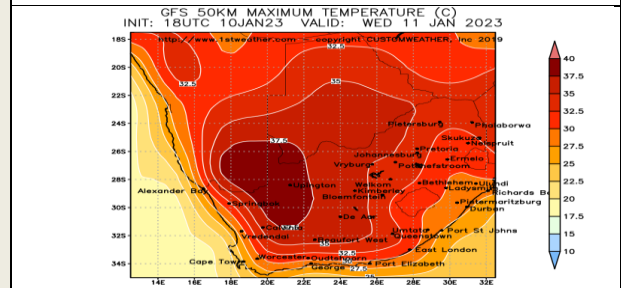 GFS 50KM MAXIMUM TEMPERATURE (C)
INIT: 18UTC 10JAN23 VALID: WED 11 JAN 2023
http://www.1stweather.com copyright CUSTOMWEATHER, Inc 2019
18S
20S
22S
24S
26S
28S
30S
32S
34S
14E 16E 18E 20E 22E 24E 26E 28E 30E 32E
32.5
32.5
35
37.5
35
32.5
27.5
25
Pietersburg
Phalaborwa
Skukuza
Nelspruit
Pretoria
Johannesburg
Ermelo
Vryburg
Potchefstroom
Welkom
Bethlehem
Ulundi
Ladysmith
Richards B
Alexander Bay
Upington
Kimberley
Bloemfontein
Pietermaritzburg
Durban
Springbok
De Aar
Calvinia
Vredendal
Umtata
Port St Johns
Queenstown
Beaufort West
East London
Cape Town
Worcester
Oudtshoorn
George
Port Elizabeth
40
37.5
35
32.5
30
27.5
25
22.5
20
17.5
15
10